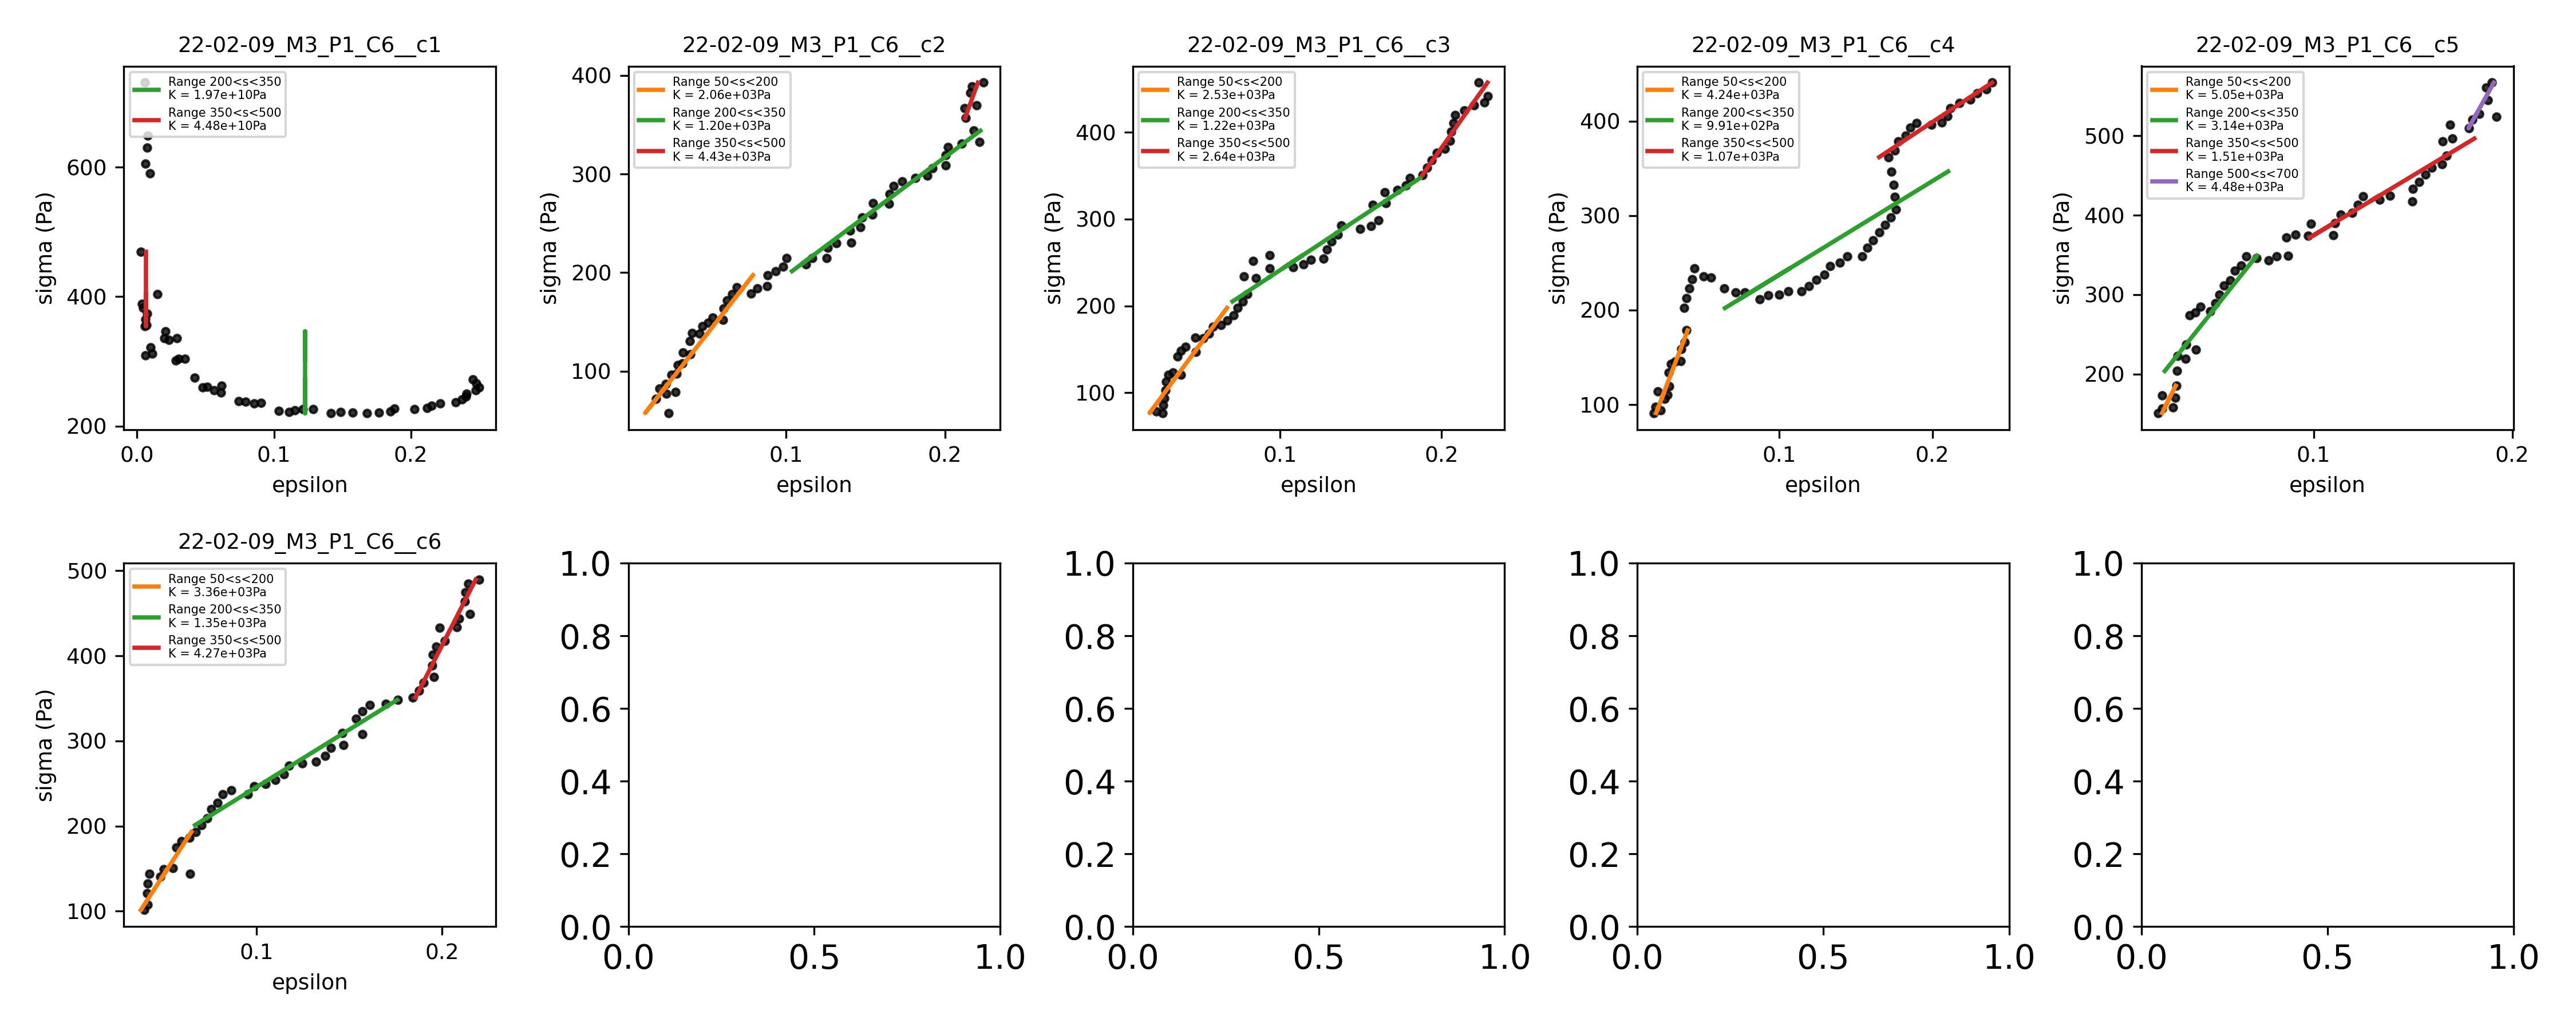 22-02-09_M3_P1_C6__c1
Range 200<s<350
K = 1.97e+10Pa
Range 350<s<500
K = 4.48e+10Pa
sigma (Pa)
600
400
200
0.0 0.1 0.2
epsilon
22-02-09_M3_P1_C6__c2
Range 50<s<200
K = 2.06e+03Pa
Range 200<s<350
K = 1.20e+03Pa
Range 350<s<500
K = 4.43e+03Pa
sigma (Pa)
400
300
200
100
0.1 0.2
epsilon
22-02-09_M3_P1_C6__c3
Range 50<s<200
K = 2.53e+03Pa
Range 200<s<350
K = 1.22e+03Pa
Range 350<s<500
K = 2.64e+03Pa
sigma (Pa)
400
300
200
100
0.1 0.2
epsilon
22-02-09_M3_P1_C6__c4
Range 50<s<200
K = 4.24e+03Pa
Range 200<s<350
K = 9.91e+02Pa
Range 350<s<500
K = 1.07e+03Pa
sigma (Pa)
400
300
200
100
0.1 0.2
epsilon
22-02-09_M3_P1_C6__c5
Range 50<s<200
K = 5.05e+03Pa
Range 200<s<350
K = 3.14e+03Pa
Range 350<s<500
K = 1.51e+03Pa
Range 500<s<700
K = 4.48e+03Pa
sigma (Pa)
500
400
300
200
0.1 0.2
epsilon
22-02-09_M3_P1_C6__c6
Range 50<s<200
K = 3.36e+03Pa
Range 200<s<350
K = 1.35e+03Pa
Range 350<s<500
K = 4.27e+03Pa
sigma (Pa)
500
400
300
200
100
0.1 0.2
epsilon
1.0
0.8
0.6
0.4
0.2
0.0
0.0 0.5 1.0
1.0
0.8
0.6
0.4
0.2
0.0
0.0 0.5 1.0
1.0
0.8
0.6
0.4
0.2
0.0
0.0 0.5 1.0
1.0
0.8
0.6
0.4
0.2
0.0
0.0 0.5 1.0